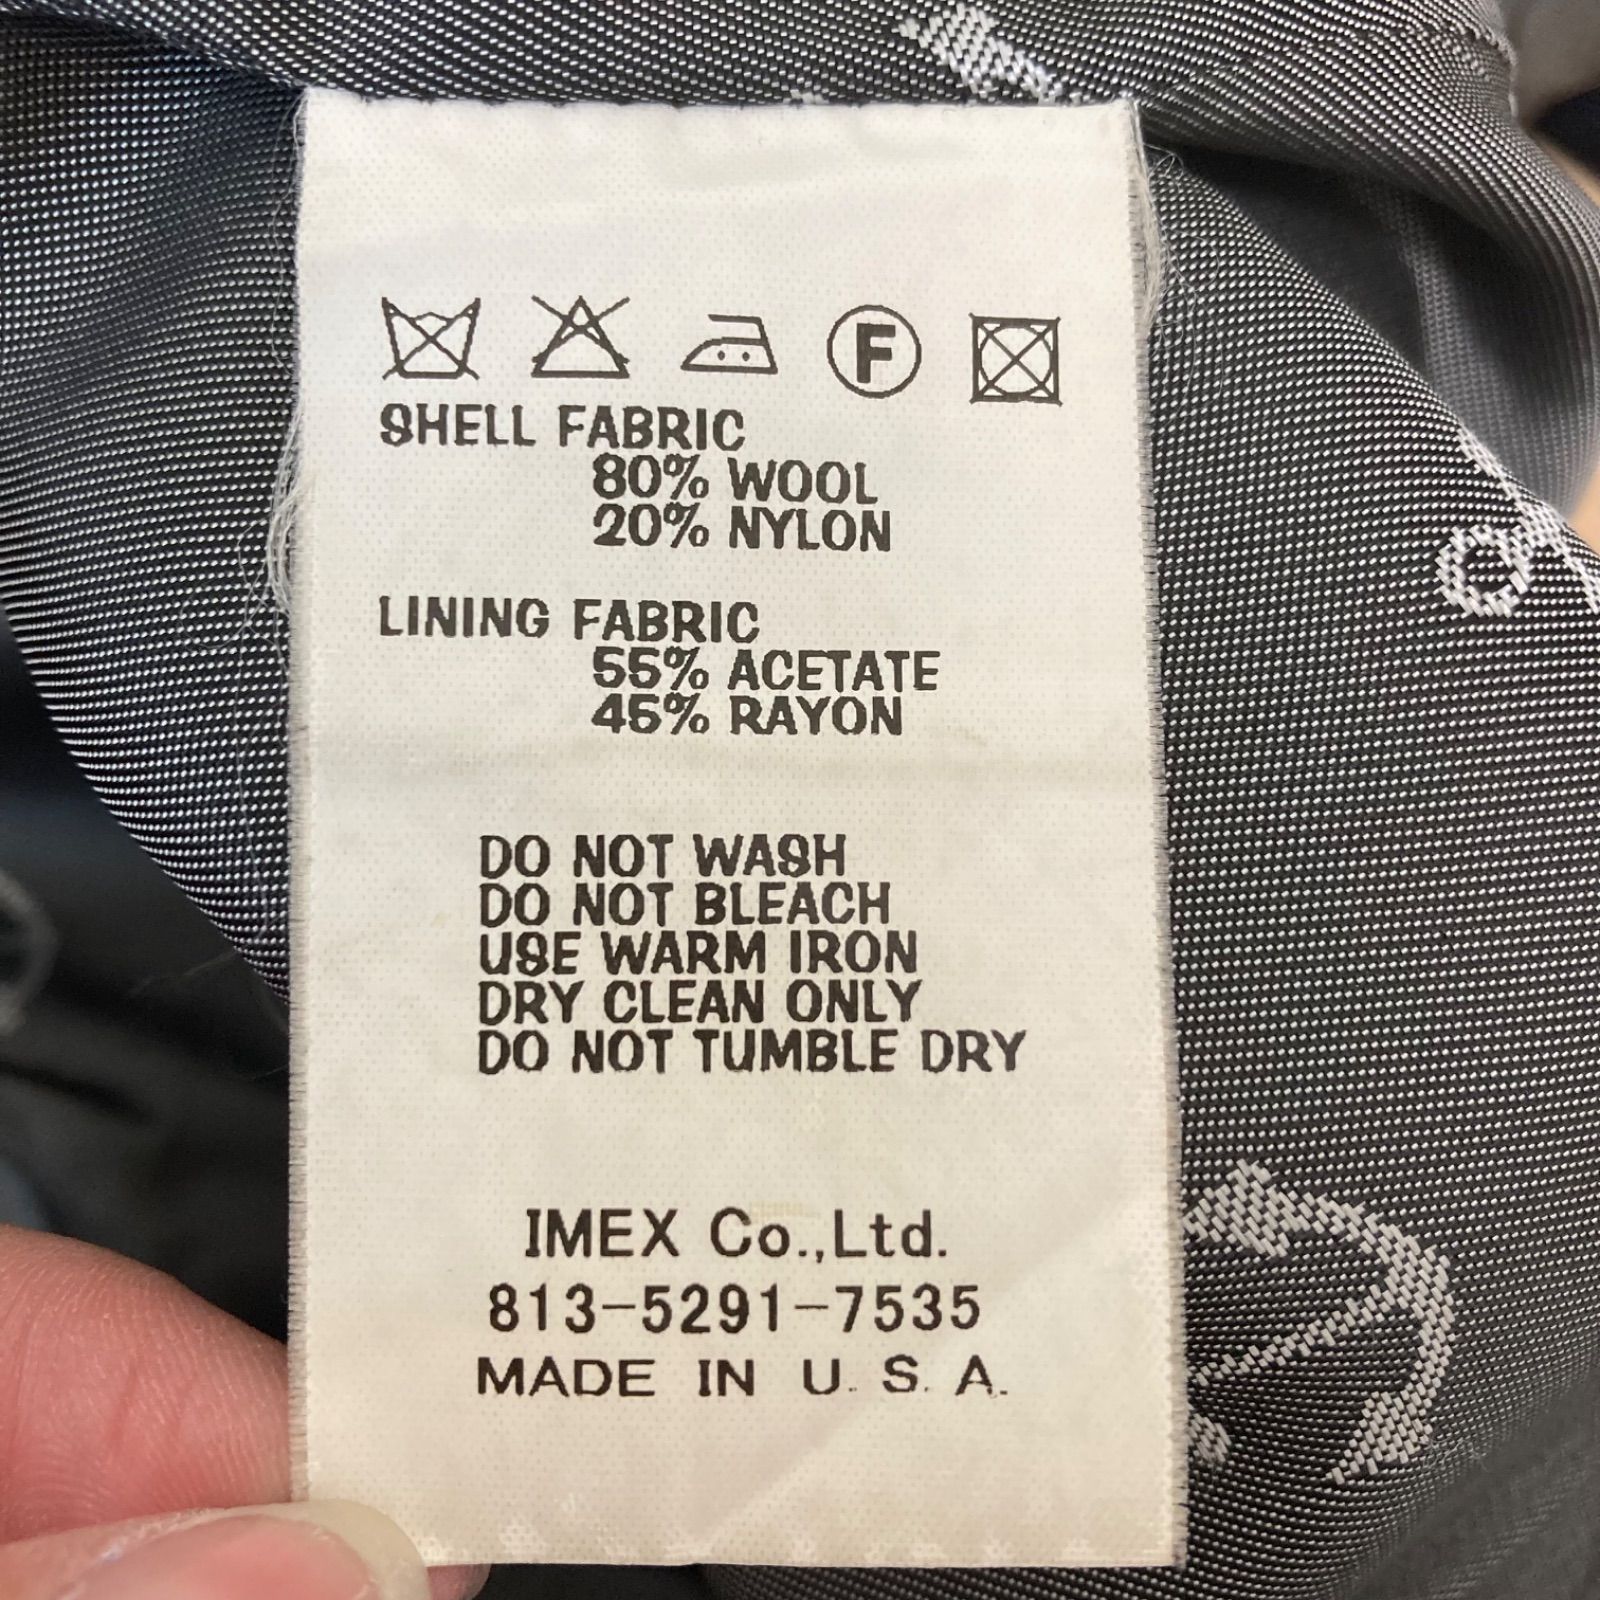 F
SHELL FABRIC
80% WOOL
20% NYLON
LINING FABRIC
55% ACETATE
45% RAYON
DO NOT WASH
DO NOT BLEACH
USE WARM IRON
DRY CLEAN ONLY
DO NOT TUMBLE DRY
IMEX Co.,Ltd.
813-5291-7535
MADE IN U.S.A.